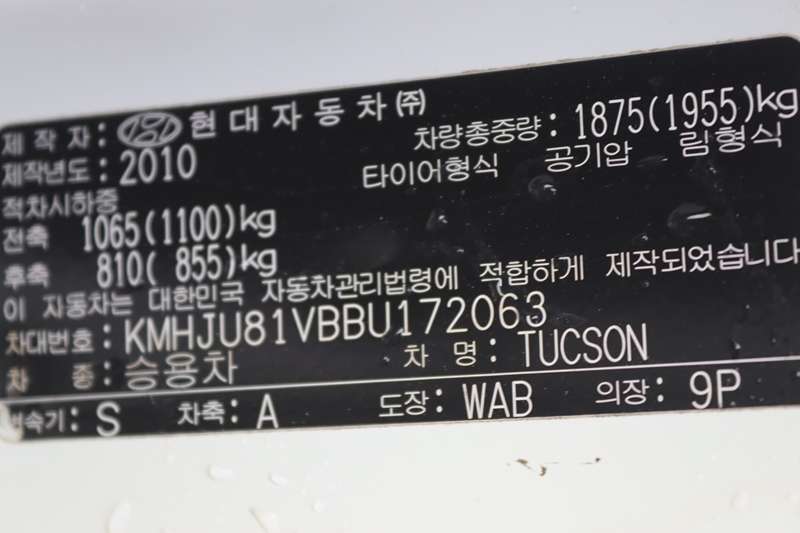 제 작 자 : 현대자동차㈜
차량총중량 : 1875(1955)kg
제작년도 : 2010
타이어형식 공기압 림형식
적차시하중
전축 1065(1100)kg
후축 810( 855)kg
이 자동차는 대한민국 자동차관리법령에 적합하게 제작되었습니다
차대번호 : KMHJU81VBBU172063
차 종 : 승용차 차 명 : TUCSON
변속기 : S 차축 : A 도장 : WAB 의장 : 9P